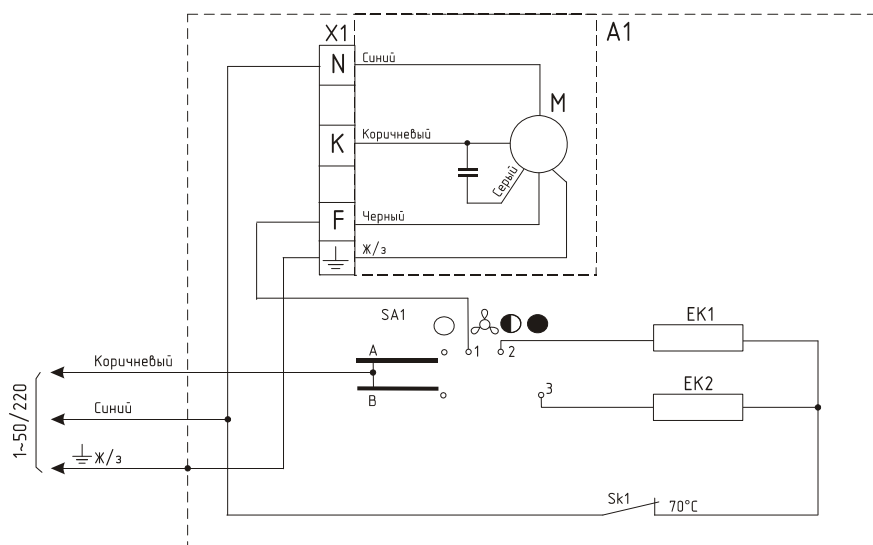 X1
A1
N
Синий
M
K
Коричневый
Серый
F
Черный
Ж/з
SA1
EK1
A
1
2
Коричневый
B
3
EK2
Синий
1~50/220
Ж/з
Sk1
70°C